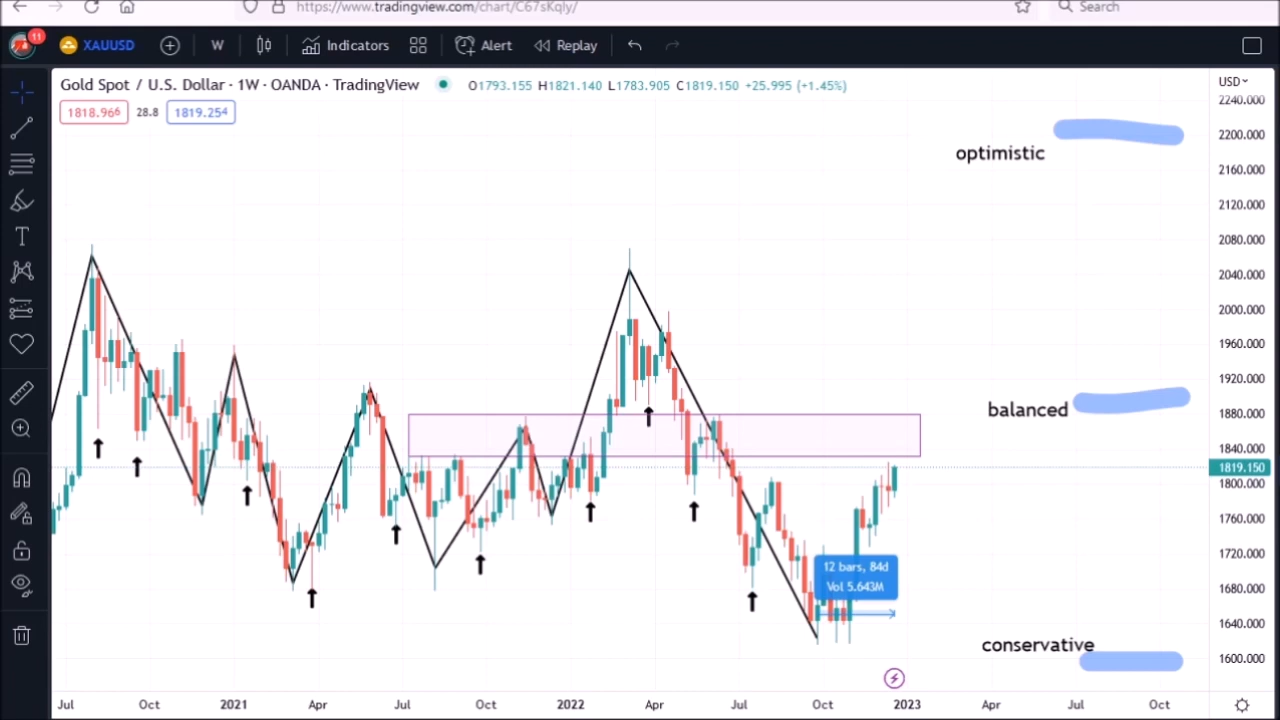 https://www.tradingview.com/chart/C67sKqIy/
Search
11
XAUUSD
W
Indicators
Alert
Replay
Gold Spot / U.S. Dollar · 1W · OANDA · TradingView
O1793.155 H1821.140 L1783.905 C1819.150 +25.995 (+1.45%)
USD
1818.966
28.8
1819.254
2240.000
2200.000
optimistic
2160.000
2120.000
2080.000
2040.000
2000.000
1960.000
1920.000
balanced
1880.000
1840.000
1819.150
1800.000
1760.000
1720.000
12 bars, 84d
Vol 5.643M
1680.000
1640.000
conservative
1600.000
Jul
Oct
2021
Apr
Jul
Oct
2022
Apr
Jul
Oct
2023
Apr
Jul
Oct